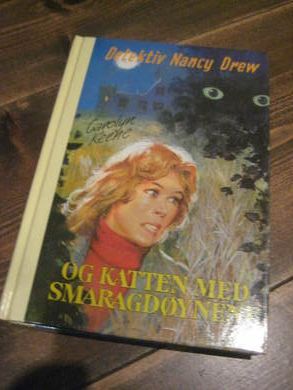 Detektiv Nancy Drew
Carolyn
Keene
OG KATTEN MED
SMARAGDØYNENE